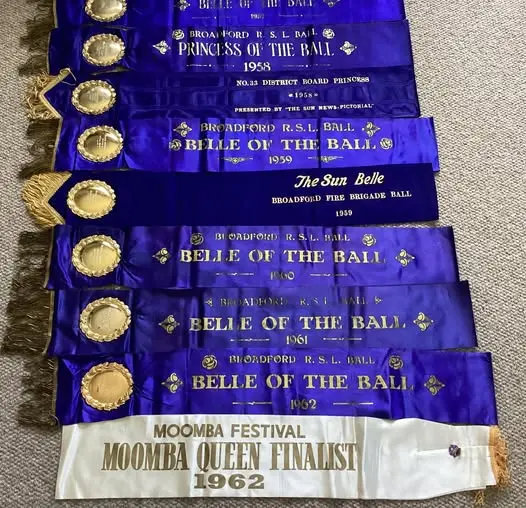 BELLE OF THE BALL
BROADFORD R. S. L BALL
PRINCESS OF THE BALL
1958
NO.33 DISTRICT BOARD PRINCESS
1958
PRESENTED BY "THE SUN NEWS-PICTORIAL"
BROADFORD R.S.L. BALL
BELLE OF THE BALL
1959
The Sun Belle
BROADFORD FIRE BRIGADE BALL
1959
BROADFORD R. S. L. BALL
BELLE OF THE BALL
1960
BROADFORD R. S. L. BALL
BELLE OF THE BALL
1961
BROADFORD R. S. L. BALL
BELLE OF THE BALL
1962
MOOMBA FESTIVAL
MOOMBA QUEEN FINALIST
1962